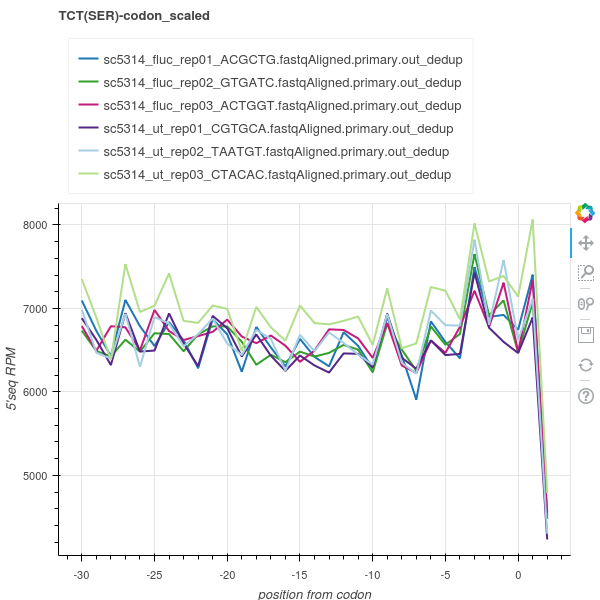 TCT(SER)-codon_scaled
sc5314_fluc_rep01_ACGCTG.fastqAligned.primary.out_dedup
sc5314_fluc_rep02_GTGATC.fastqAligned.primary.out_dedup
sc5314_fluc_rep03_ACTGGT.fastqAligned.primary.out_dedup
sc5314_ut_rep01_CGTGCA.fastqAligned.primary.out_dedup
sc5314_ut_rep02_TAATGT.fastqAligned.primary.out_dedup
sc5314_ut_rep03_CTACAC.fastqAligned.primary.out_dedup
8000
7000
6000
5000
5'seq RPM
-30 -25 -20 -15 -10 -5 0
position from codon